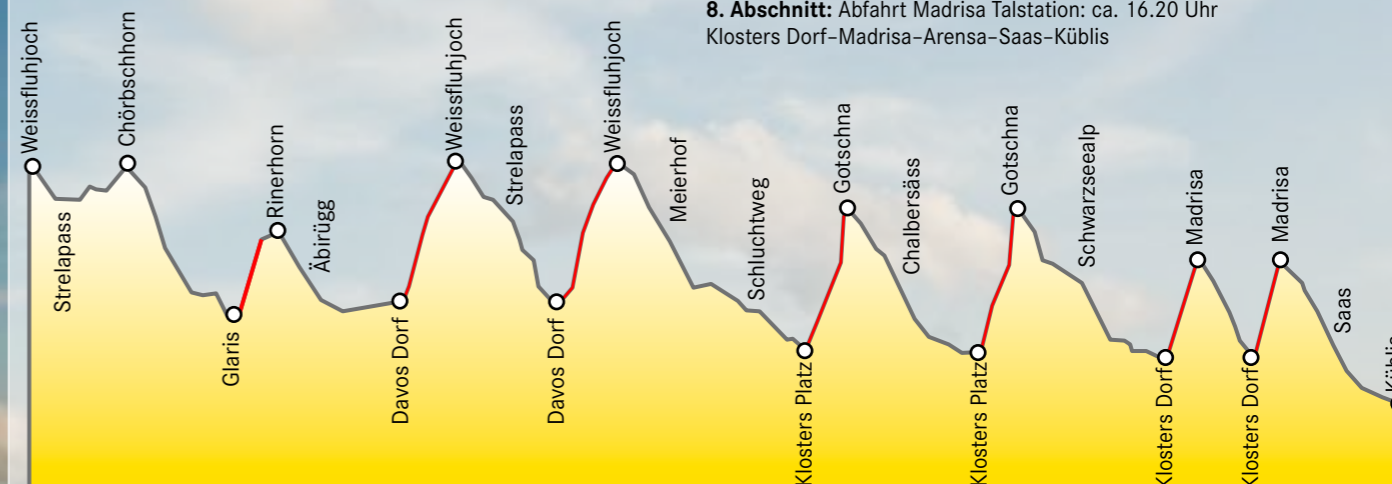 8. Abschnitt: Abfahrt Madrisa Talstation: ca. 16.20 Uhr
Klosters Dorf–Madrisa–Arensa–Saas–Küblis
Weissfluhjoch
Strelapass
Chörbschhorn
Glaris
Rinerhorn
Äbirügg
Davos Dorf
Weissfluhjoch
Strelapass
Davos Dorf
Weissfluhjoch
Meierhof
Schluchtweg
Klosters Platz
Gotschna
Chalbersäss
Klosters Platz
Gotschna
Schwarzseealp
Klosters Dorf
Madrisa
Klosters Dorf
Madrisa
Saas
Küblis